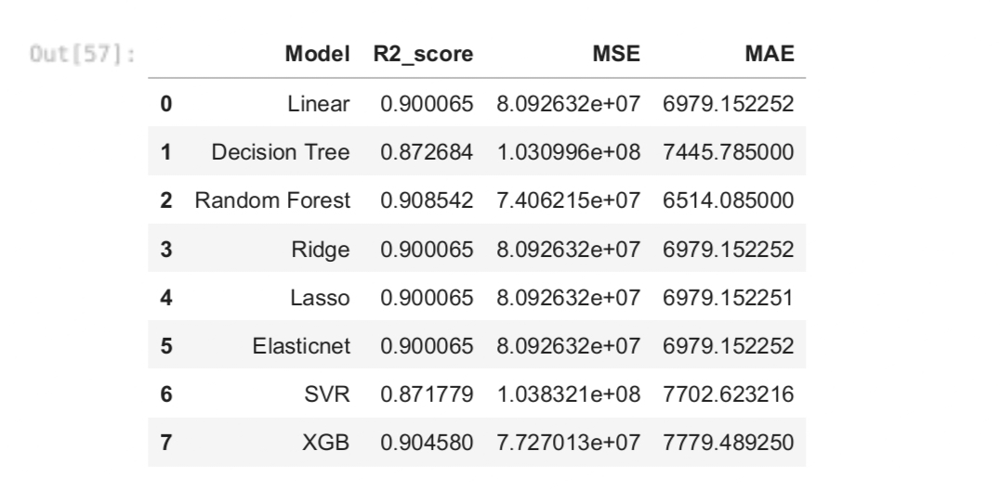 Out[57]: Model R2_score MSE MAE
0 Linear 0.900065 8.092632e+07 6979.152252
1 Decision Tree 0.872684 1.030996e+08 7445.785000
2 Random Forest 0.908542 7.406215e+07 6514.085000
3 Ridge 0.900065 8.092632e+07 6979.152252
4 Lasso 0.900065 8.092632e+07 6979.152251
5 Elasticnet 0.900065 8.092632e+07 6979.152252
6 SVR 0.871779 1.038321e+08 7702.623216
7 XGB 0.904580 7.727013e+07 7779.489250